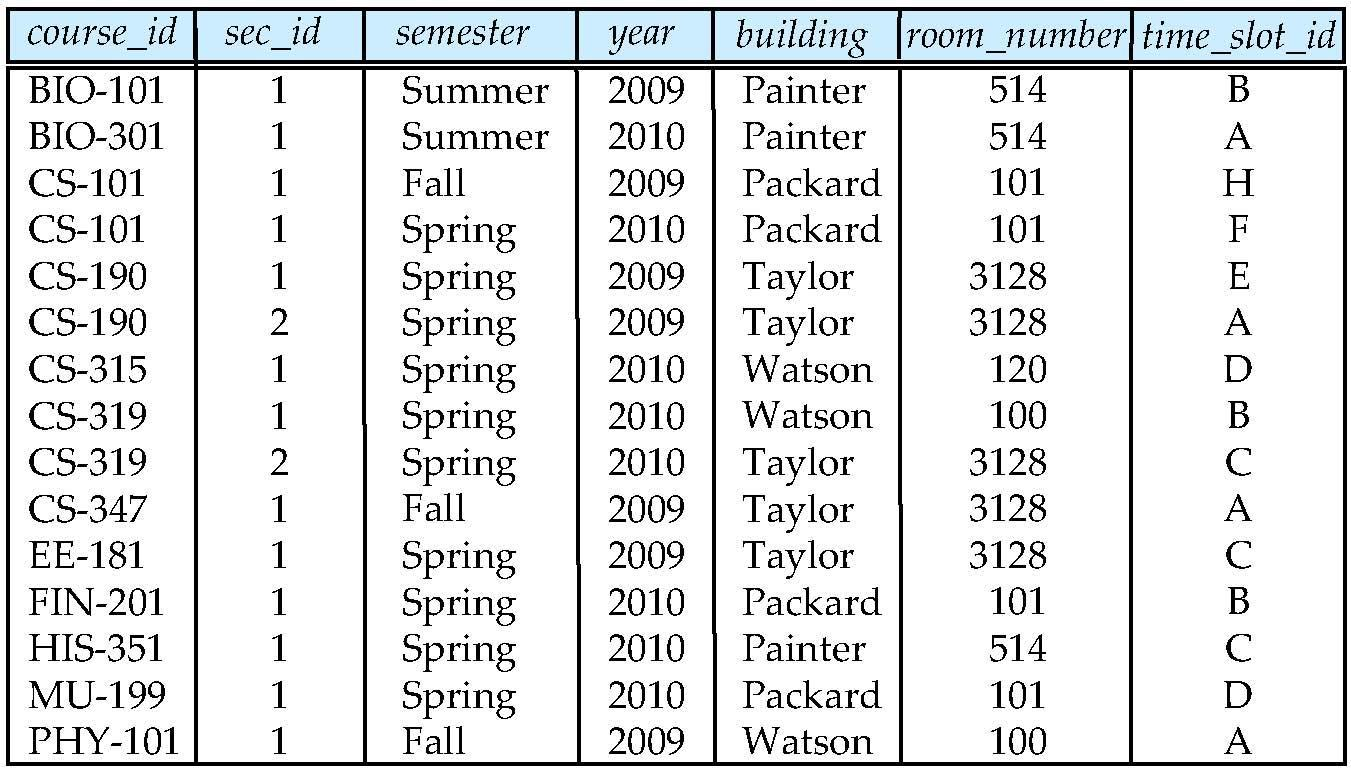 course_id sec_id semester year building room_number time_slot_id
BIO-101 1 Summer 2009 Painter 514 B
BIO-301 1 Summer 2010 Painter 514 A
CS-101 1 Fall 2009 Packard 101 H
CS-101 1 Spring 2010 Packard 101 F
CS-190 1 Spring 2009 Taylor 3128 E
CS-190 2 Spring 2009 Taylor 3128 A
CS-315 1 Spring 2010 Watson 120 D
CS-319 1 Spring 2010 Watson 100 B
CS-319 2 Spring 2010 Taylor 3128 C
CS-347 1 Fall 2009 Taylor 3128 A
EE-181 1 Spring 2009 Taylor 3128 C
FIN-201 1 Spring 2010 Packard 101 B
HIS-351 1 Spring 2010 Painter 514 C
MU-199 1 Spring 2010 Packard 101 D
PHY-101 1 Fall 2009 Watson 100 A